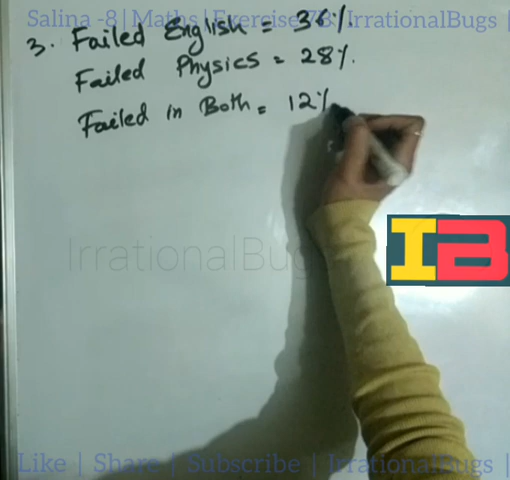 Salina -8 | Maths | Exercise 7B | IrrationalBugs |
3. Failed English = 36%.
Failed Physics = 28%.
Failed in Both = 12%
IrrationalBugs
IB
Like | Share | Subscribe | IrrationalBugs |